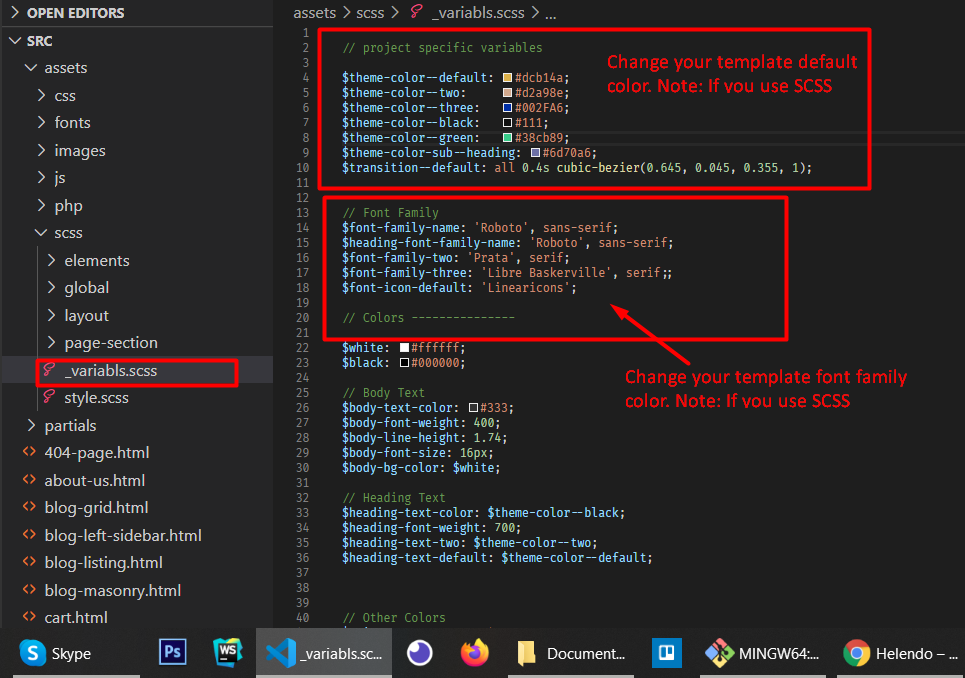 OPEN EDITORS
SRC
assets
css
fonts
images
js
php
scss
elements
global
layout
page-section
_variabls.scss
style.scss
partials
404-page.html
about-us.html
blog-grid.html
blog-left-sidebar.html
blog-listing.html
blog-masonry.html
cart.html
assets > scss > _variabls.scss > ...
1
2 // project specific variables
3
4 $theme-color--default: #dcb14a;
5 $theme-color--two: #d2a98e;
6 $theme-color--three: #002FA6;
7 $theme-color--black: #111;
8 $theme-color--green: #38cb89;
9 $theme-color-sub--heading: #6d70a6;
10 $transition--default: all 0.4s cubic-bezier(0.645, 0.045, 0.355, 1);
11
12
13 // Font Family
14 $font-family-name: 'Roboto', sans-serif;
15 $heading-font-family-name: 'Roboto', sans-serif;
16 $font-family-two: 'Prata', serif;
17 $font-family-three: 'Libre Baskerville', serif;;
18 $font-icon-default: 'Linearicons';
19
20 // Colors ---------------
21
22 $white: #ffffff;
23 $black: #000000;
24
25 // Body Text
26 $body-text-color: #333;
27 $body-font-weight: 400;
28 $body-line-height: 1.74;
29 $body-font-size: 16px;
30 $body-bg-color: $white;
31
32 // Heading Text
33 $heading-text-color: $theme-color--black;
34 $heading-font-weight: 700;
35 $heading-text-two: $theme-color--two;
36 $heading-text-default: $theme-color--default;
37
38
39
40 // Other Colors
Change your template default
color. Note: If you use SCSS
Change your template font family
color. Note: If you use SCSS
S Skype
Ps
WS
_variabls.sc...
Document...
MINGW64:...
Helendo – ...